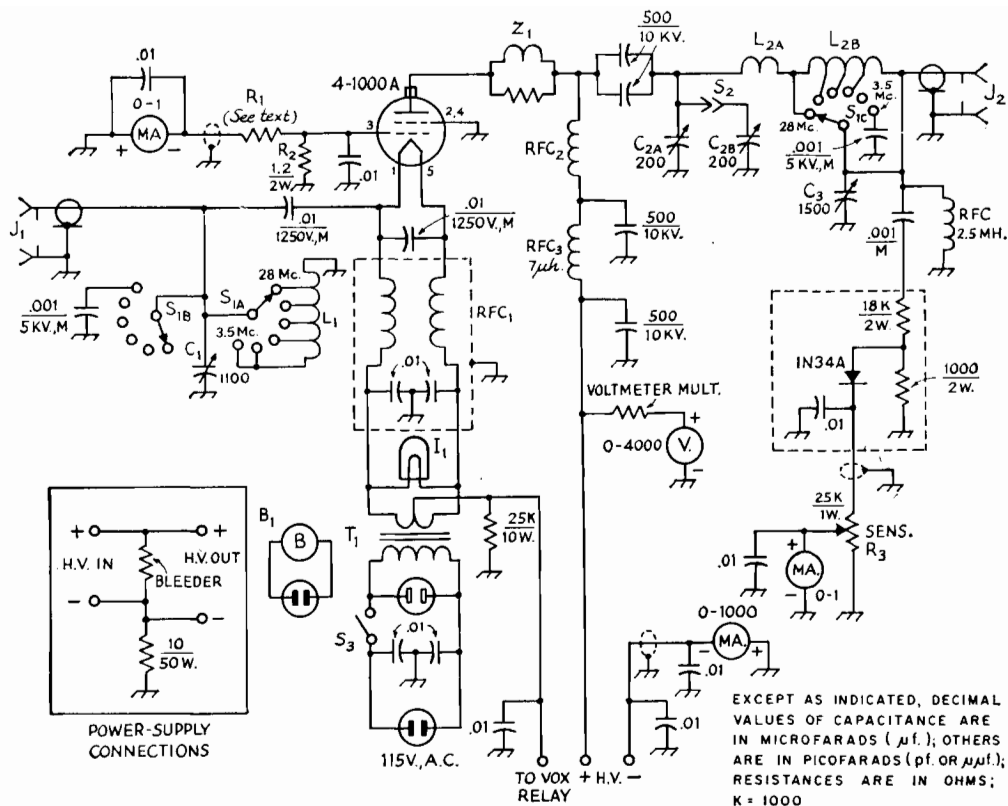 .01
0-1
MA
+ -
R1
(See text)
R2
1.2
2W.
.01
4-1000A
3
2,4
1
5
Z1
500
10 KV.
L2A
L2B
S2
C2A
200
C2B
200
3.5
Mc.
28 Mc.
S1C
J2
.001
5 KV.,M
C3
1500
.001
M
RFC
2.5 MH.
RFC2
RFC3
7µh.
500
10KV.
500
10KV.
J1
.01
1250V.,M
.01
1250V.,M
.001
5 KV.,M
S1B
C1
1100
S1A
28 Mc.
3.5 Mc.
L1
RFC1
.01
I1
VOLTMETER MULT.
0-4000
+
V.
-
18K
2W.
IN34A
1000
2W.
.01
25K
1W.
SENS.
R3
.01
+
MA.
-
0-1
+ +
H.V. IN
H.V. OUT
BLEEDER
- -
10
50W.
POWER-SUPPLY
CONNECTIONS
B1
B
T1
25K
10W.
S3
.01
115V., A.C.
.01
TO VOX
RELAY
+ H.V. -
.01
0-1000
- MA. +
.01
EXCEPT AS INDICATED, DECIMAL
VALUES OF CAPACITANCE ARE
IN MICROFARADS (µf.); OTHERS
ARE IN PICOFARADS (pf. OR µµf.);
RESISTANCES ARE IN OHMS;
K = 1000